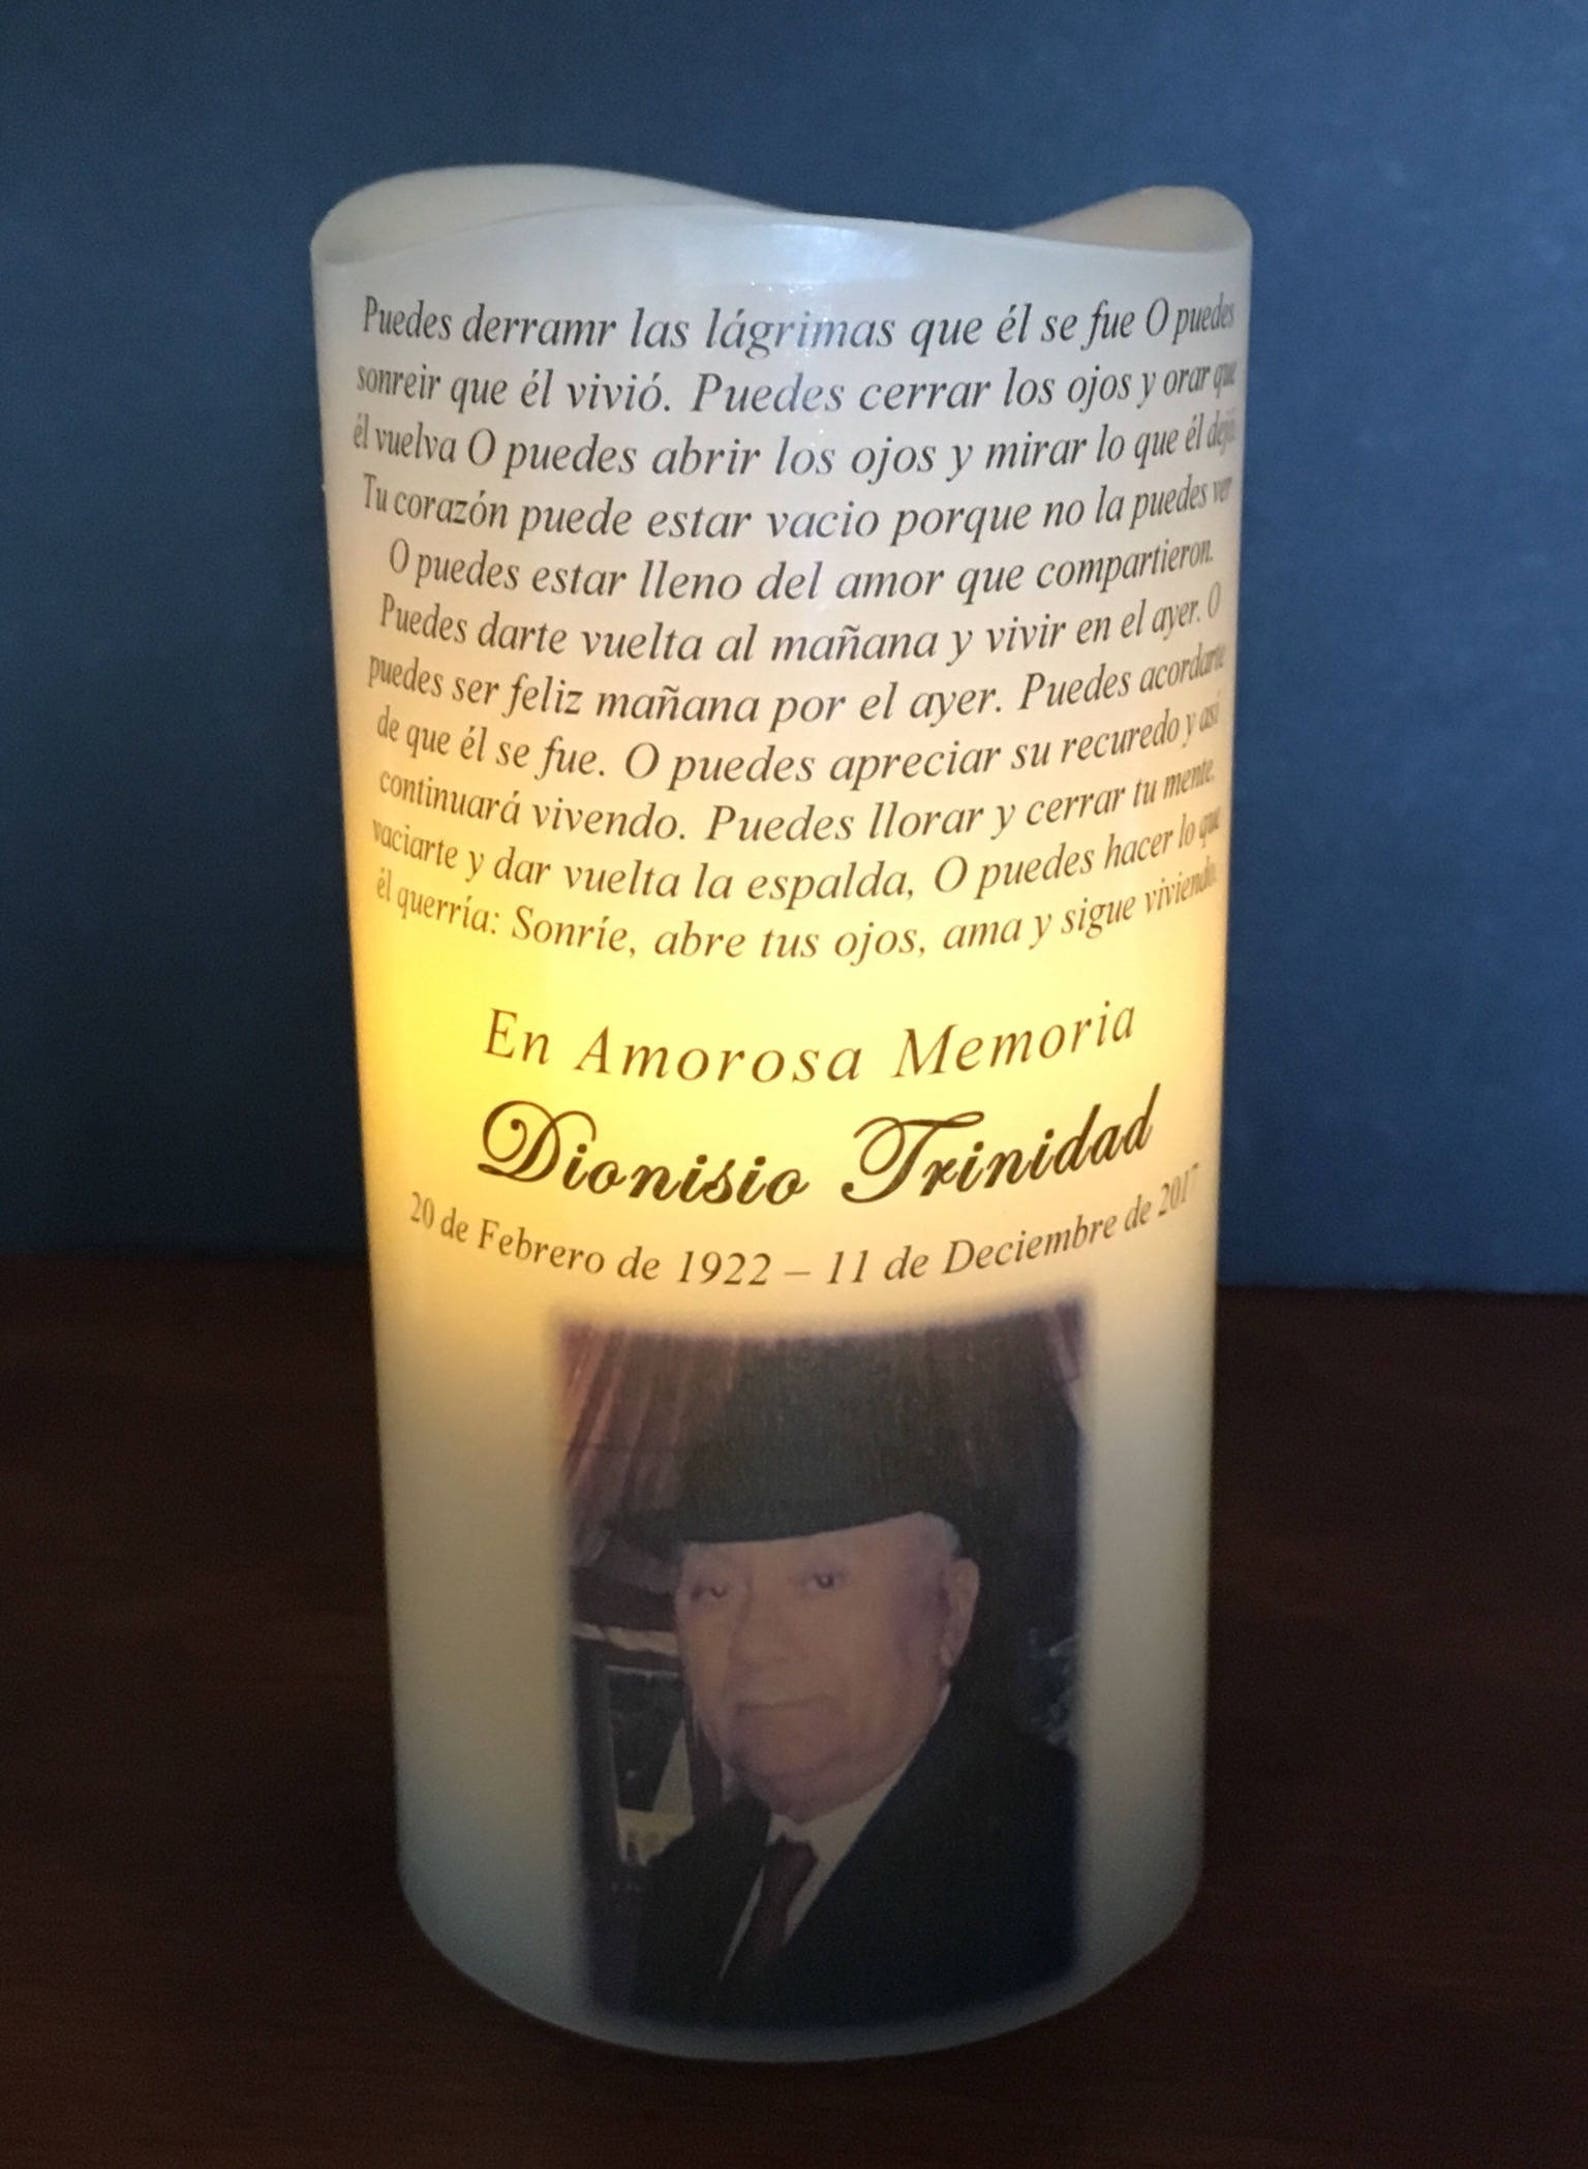 Puedes derramr las lágrimas que él se fue O puedes
sonreir que él vivió. Puedes cerrar los ojos y orar que
él vuelva O puedes abrir los ojos y mirar lo que él dejó.
Tu corazón puede estar vacio porque no la puedes ver
O puedes estar lleno del amor que compartieron.
Puedes darte vuelta al mañana y vivir en el ayer. O
puedes ser feliz mañana por el ayer. Puedes acordarte
de que él se fue. O puedes apreciar su recuredo y así
continuará vivendo. Puedes llorar y cerrar tu mente.
vaciarte y dar vuelta la espalda, O puedes hacer lo que
él querría: Sonríe, abre tus ojos, ama y sigue viviendo.
En Amorosa Memoria
Dionisio Trinidad
20 de Febrero de 1922 – 11 de Deciembre de 2017